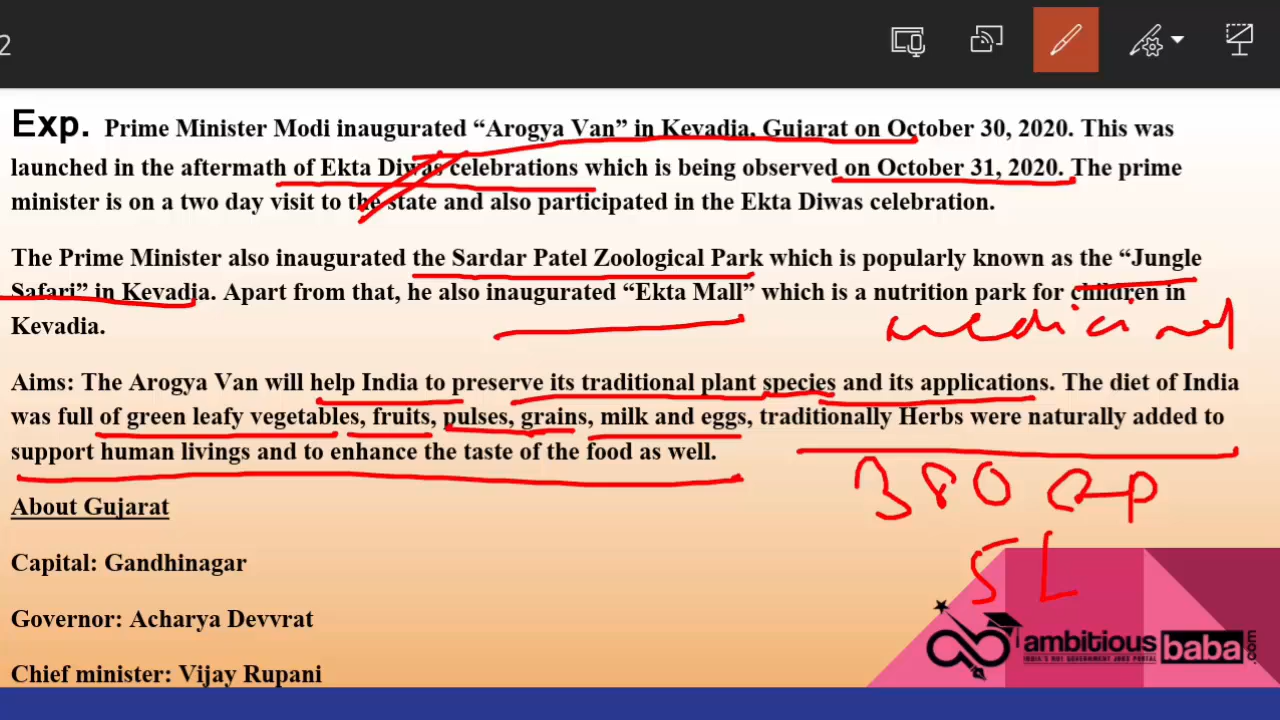 2
Exp. Prime Minister Modi inaugurated “Arogya Van” in Kevadia, Gujarat on October 30, 2020. This was
launched in the aftermath of Ekta Diwas celebrations which is being observed on October 31, 2020. The prime
minister is on a two day visit to the state and also participated in the Ekta Diwas celebration.
The Prime Minister also inaugurated the Sardar Patel Zoological Park which is popularly known as the “Jungle
Safari” in Kevadia. Apart from that, he also inaugurated “Ekta Mall” which is a nutrition park for children in
Kevadia.
medicinal
Aims: The Arogya Van will help India to preserve its traditional plant species and its applications. The diet of India
was full of green leafy vegetables, fruits, pulses, grains, milk and eggs, traditionally Herbs were naturally added to
support human livings and to enhance the taste of the food as well.
380
5 L
About Gujarat
Capital: Gandhinagar
Governor: Acharya Devvrat
Chief minister: Vijay Rupani
ambitiousbaba.com
INDIA'S NO.1 GOVERNMENT JOBS PORTAL